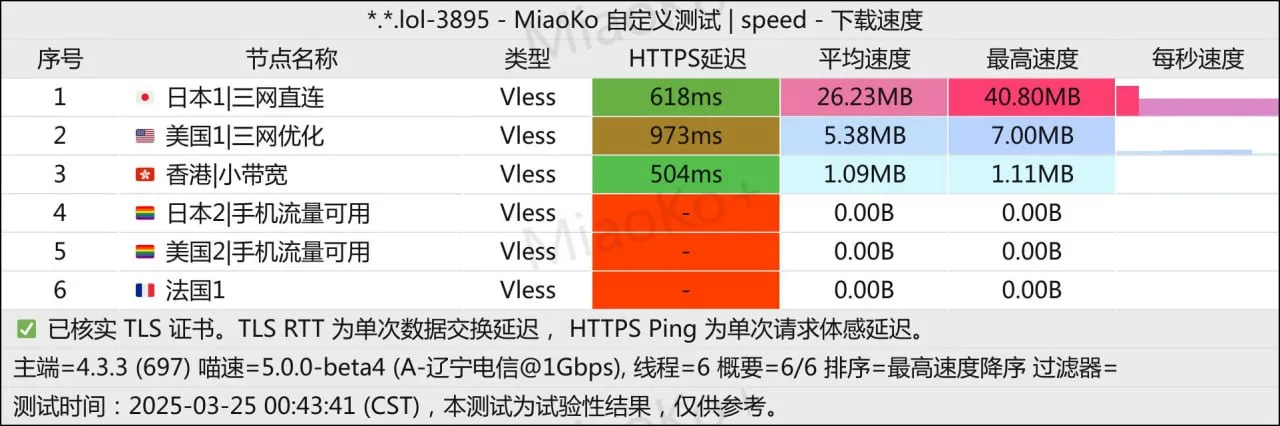 *.*.lol-3895 - MiaoKo 自定义测试 | speed - 下载速度
序号 节点名称 类型 HTTPS延迟 平均速度 最高速度 每秒速度
1 日本1|三网直连 Vless 618ms 26.23MB 40.80MB
2 美国1|三网优化 Vless 973ms 5.38MB 7.00MB
3 香港|小带宽 Vless 504ms 1.09MB 1.11MB
4 日本2|手机流量可用 Vless - 0.00B 0.00B
5 美国2|手机流量可用 Vless - 0.00B 0.00B
6 法国1 Vless - 0.00B 0.00B
已核实 TLS 证书。TLS RTT 为单次数据交换延迟， HTTPS Ping 为单次请求体感延迟。
主端=4.3.3 (697) 喵速=5.0.0-beta4 (A-辽宁电信@1Gbps), 线程=6 概要=6/6 排序=最高速度降序 过滤器=
测试时间：2025-03-25 00:43:41 (CST)，本测试为试验性结果，仅供参考。
MiaoKo+
MiaoKo+
MiaoKo+